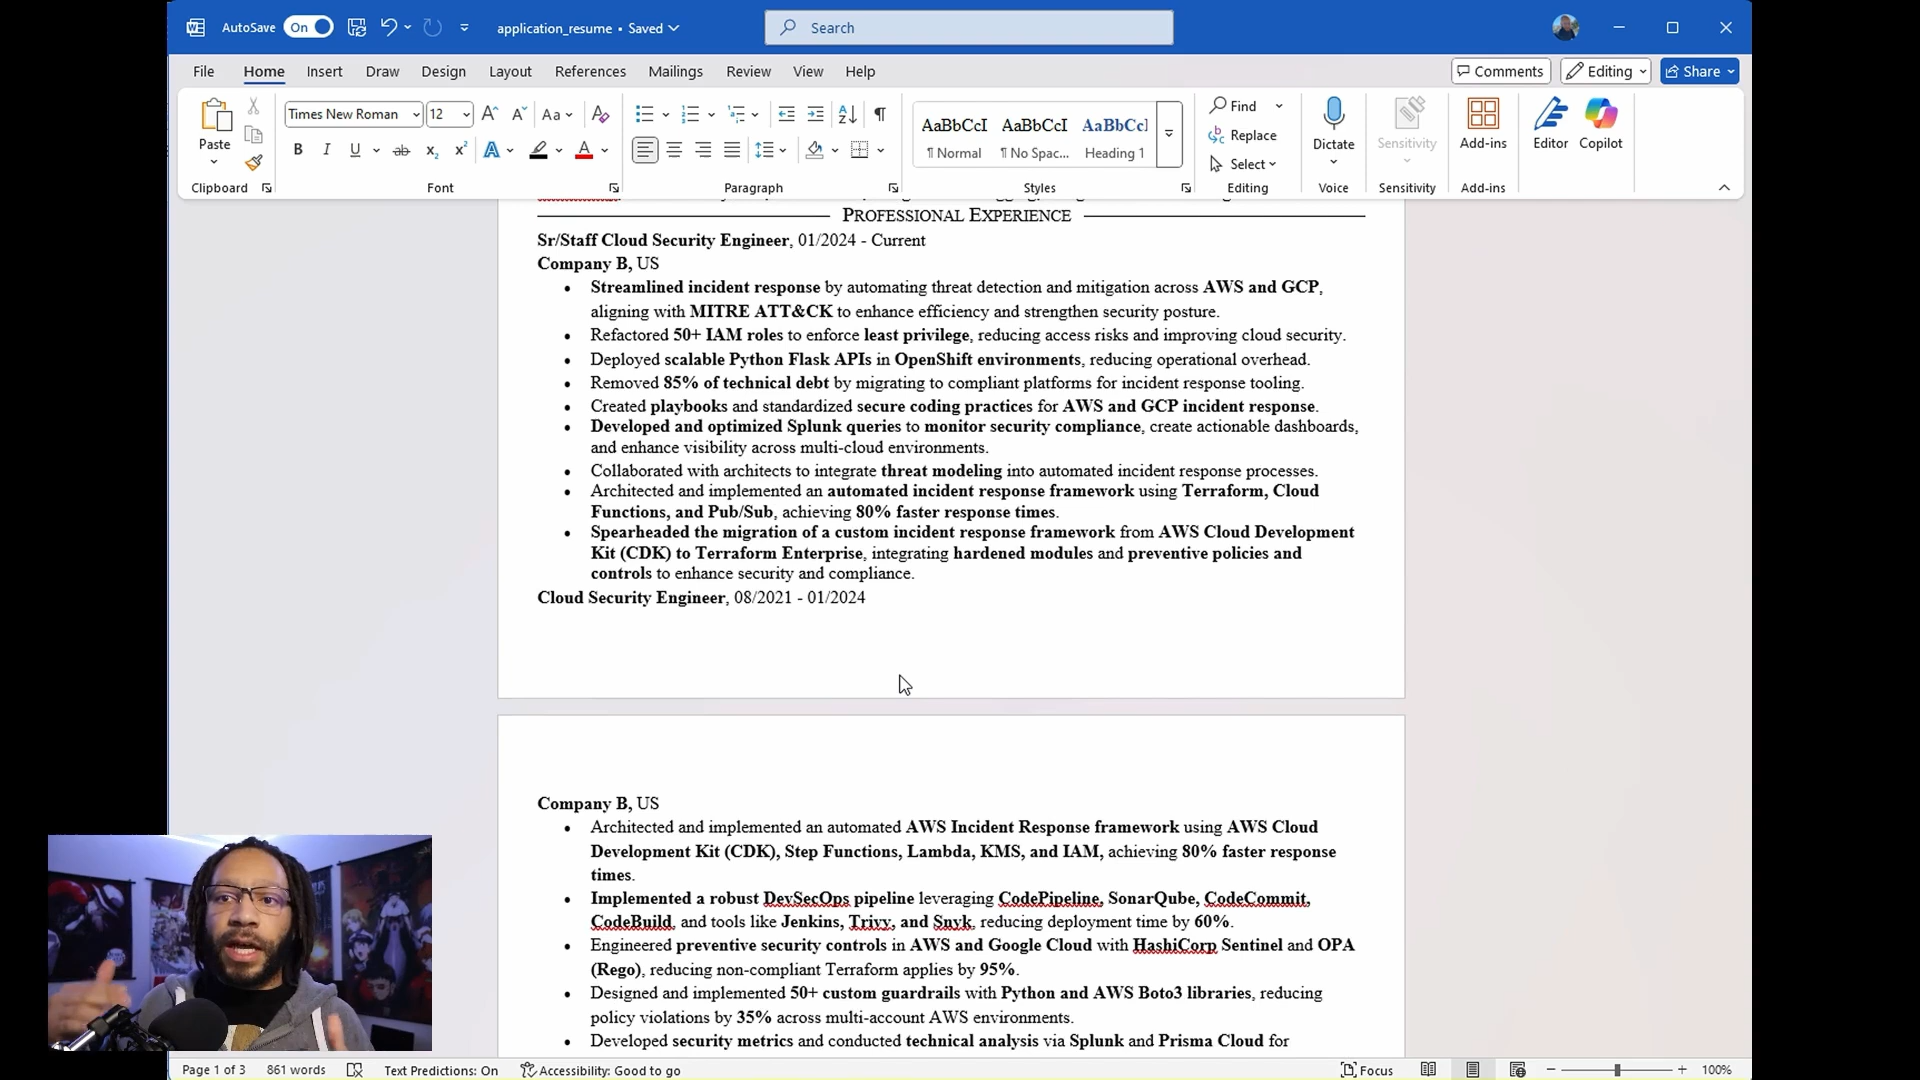 AutoSave On application_resume • Saved Search
File Home Insert Draw Design Layout References Mailings Review View Help Comments Editing Share
Paste
Clipboard
Times New Roman 12
Aa
B I U ab x₂ x² A A
Font
Paragraph
AaBbCcI AaBbCcI AaBbCc
¶ Normal ¶ No Spac... Heading 1
Styles
Find
Replace
Select
Editing
Dictate
Voice
Sensitivity
Sensitivity
Add-ins
Add-ins
Editor
Copilot
PROFESSIONAL EXPERIENCE
Sr/Staff Cloud Security Engineer, 01/2024 - Current
Company B, US
• Streamlined incident response by automating threat detection and mitigation across AWS and GCP,
aligning with MITRE ATT&CK to enhance efficiency and strengthen security posture.
• Refactored 50+ IAM roles to enforce least privilege, reducing access risks and improving cloud security.
• Deployed scalable Python Flask APIs in OpenShift environments, reducing operational overhead.
• Removed 85% of technical debt by migrating to compliant platforms for incident response tooling.
• Created playbooks and standardized secure coding practices for AWS and GCP incident response.
• Developed and optimized Splunk queries to monitor security compliance, create actionable dashboards,
and enhance visibility across multi-cloud environments.
• Collaborated with architects to integrate threat modeling into automated incident response processes.
• Architected and implemented an automated incident response framework using Terraform, Cloud
Functions, and Pub/Sub, achieving 80% faster response times.
• Spearheaded the migration of a custom incident response framework from AWS Cloud Development
Kit (CDK) to Terraform Enterprise, integrating hardened modules and preventive policies and
controls to enhance security and compliance.
Cloud Security Engineer, 08/2021 - 01/2024
Company B, US
• Architected and implemented an automated AWS Incident Response framework using AWS Cloud
Development Kit (CDK), Step Functions, Lambda, KMS, and IAM, achieving 80% faster response
times.
• Implemented a robust DevSecOps pipeline leveraging CodePipeline, SonarQube, CodeCommit,
CodeBuild, and tools like Jenkins, Trivy, and Snyk, reducing deployment time by 60%.
• Engineered preventive security controls in AWS and Google Cloud with HashiCorp Sentinel and OPA
(Rego), reducing non-compliant Terraform applies by 95%.
• Designed and implemented 50+ custom guardrails with Python and AWS Boto3 libraries, reducing
policy violations by 35% across multi-account AWS environments.
• Developed security metrics and conducted technical analysis via Splunk and Prisma Cloud for
Page 1 of 3 861 words Text Predictions: On Accessibility: Good to go Focus 100%